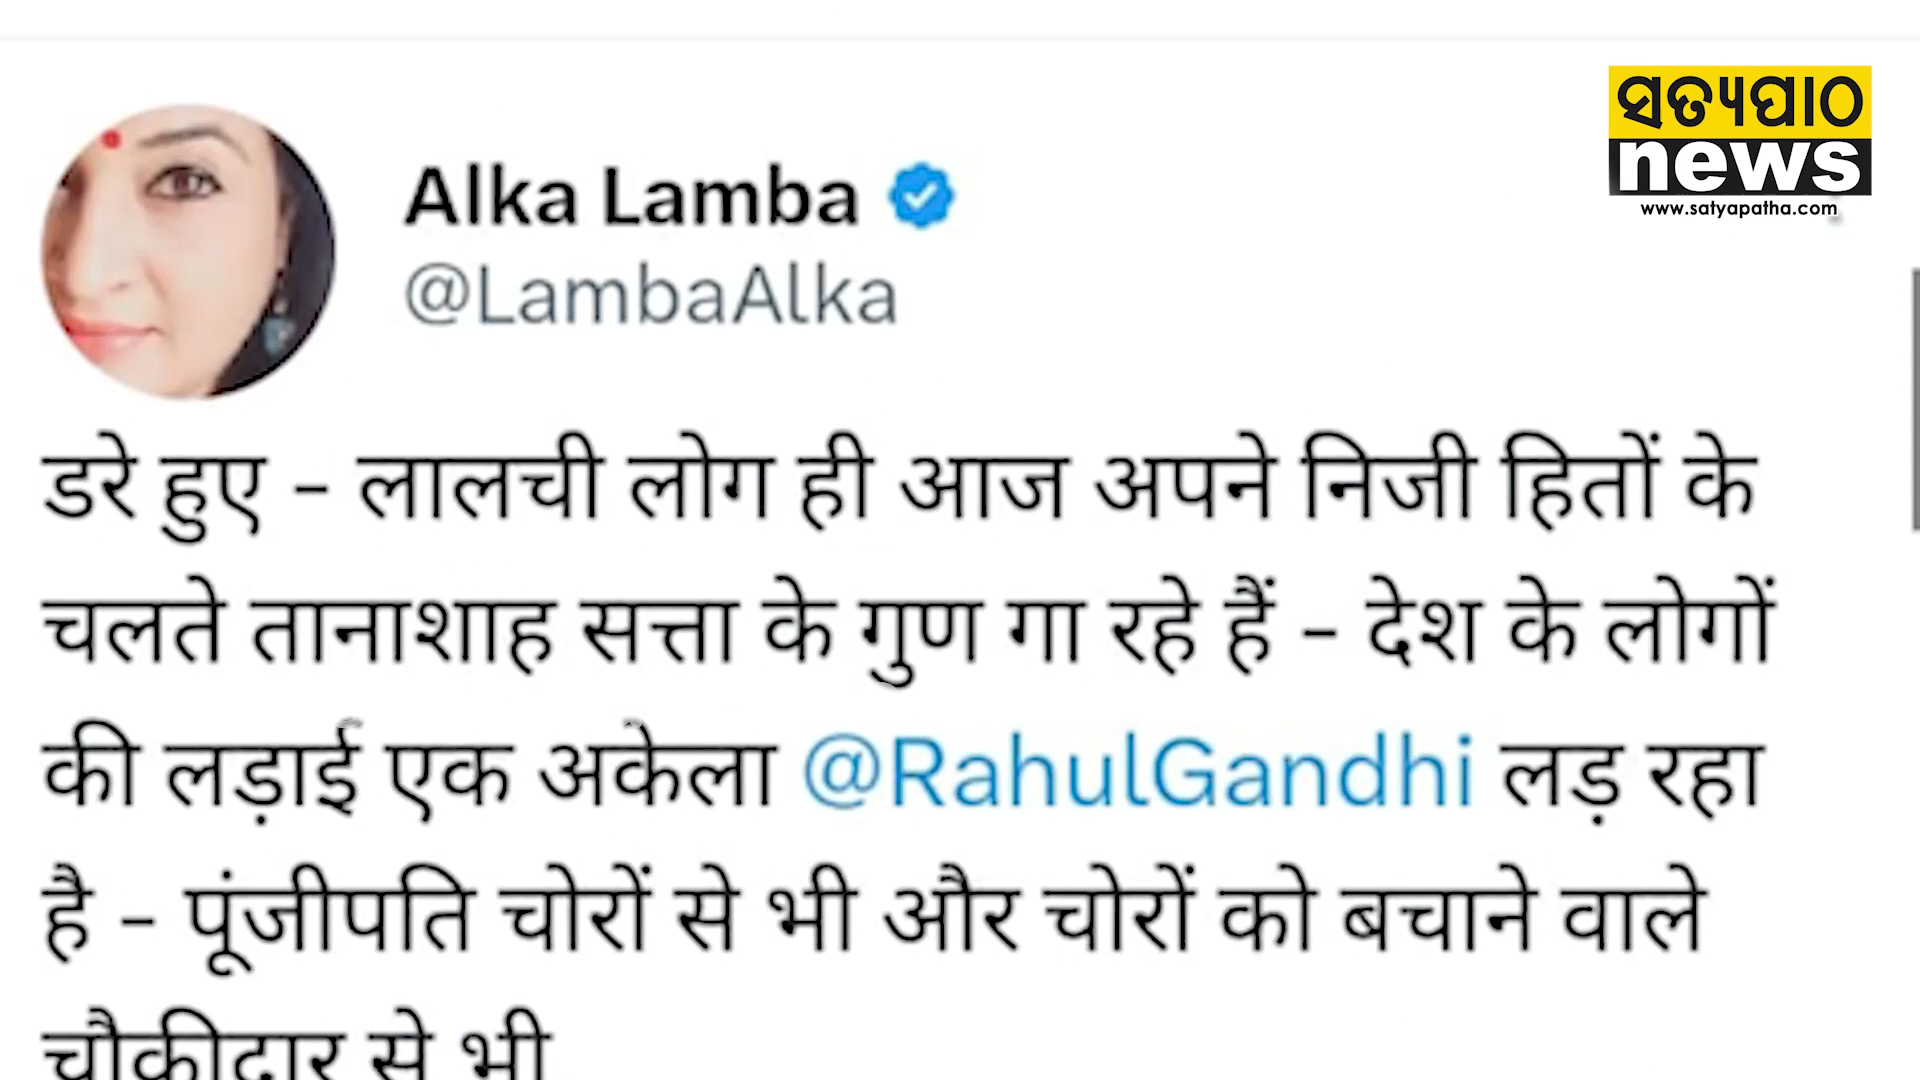 ସତ୍ୟପାଠ
news
www.satyapatha.com
Alka Lamba
@LambaAlka
डरे हुए - लालची लोग ही आज अपने निजी हितों के
चलते तानाशाह सत्ता के गुण गा रहे हैं - देश के लोगों
की लड़ाई एक अकेला @RahulGandhi लड़ रहा
है - पूंजीपति चोरों से भी और चोरों को बचाने वाले
चौकीदार से भी